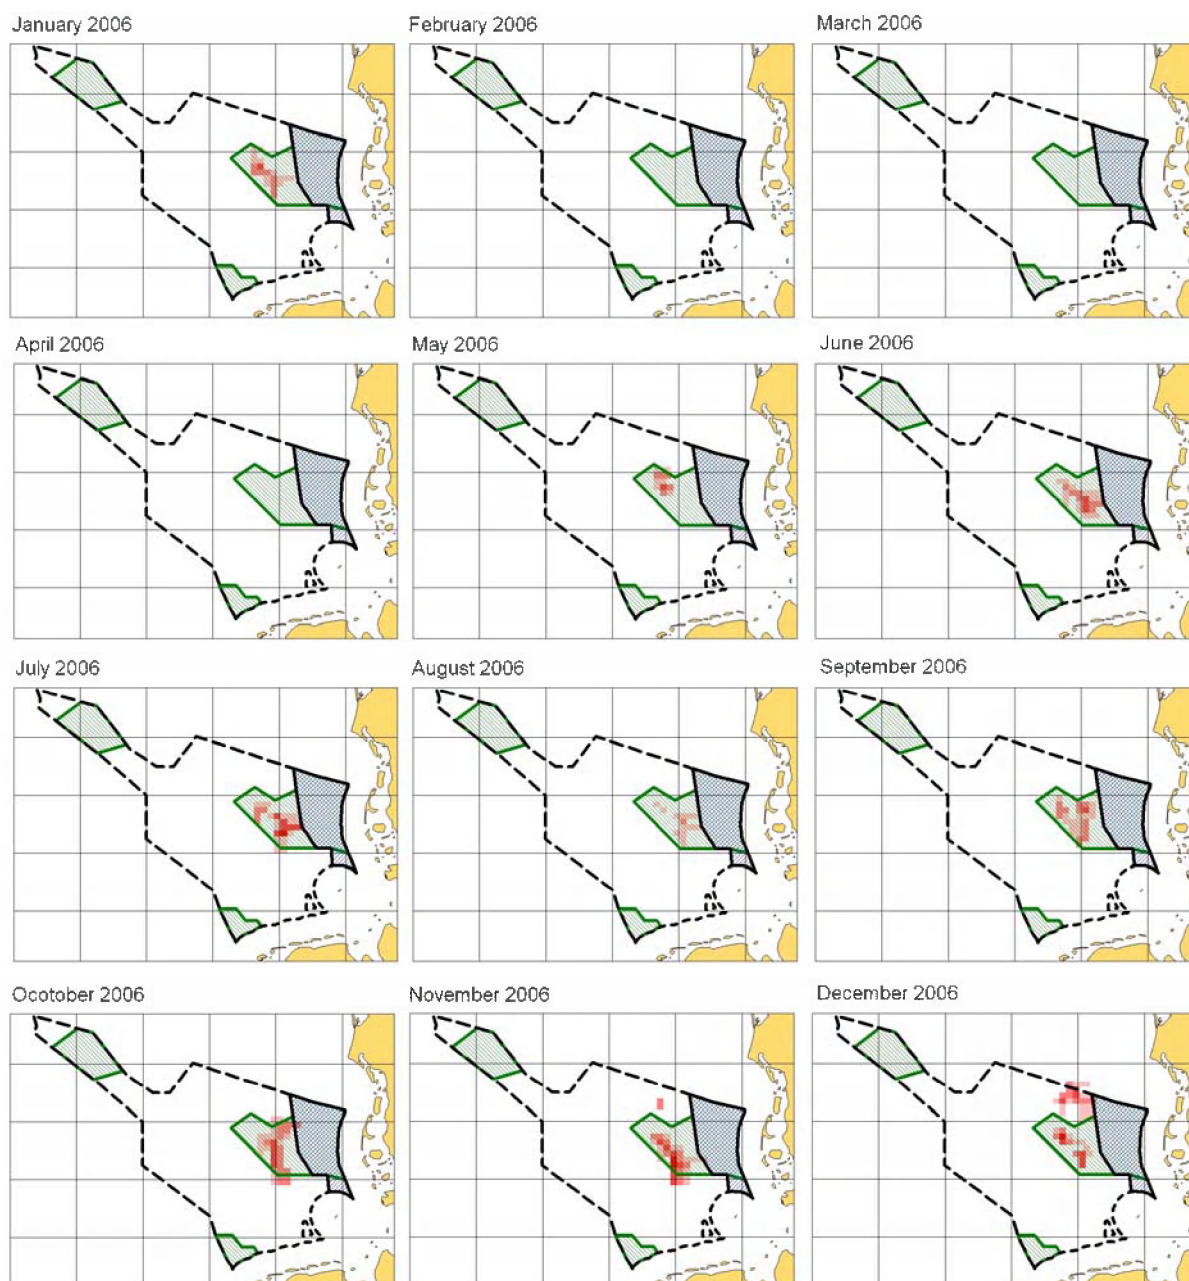 January 2006
February 2006
March 2006
April 2006
May 2006
June 2006
July 2006
August 2006
September 2006
Ocotober 2006
November 2006
December 2006